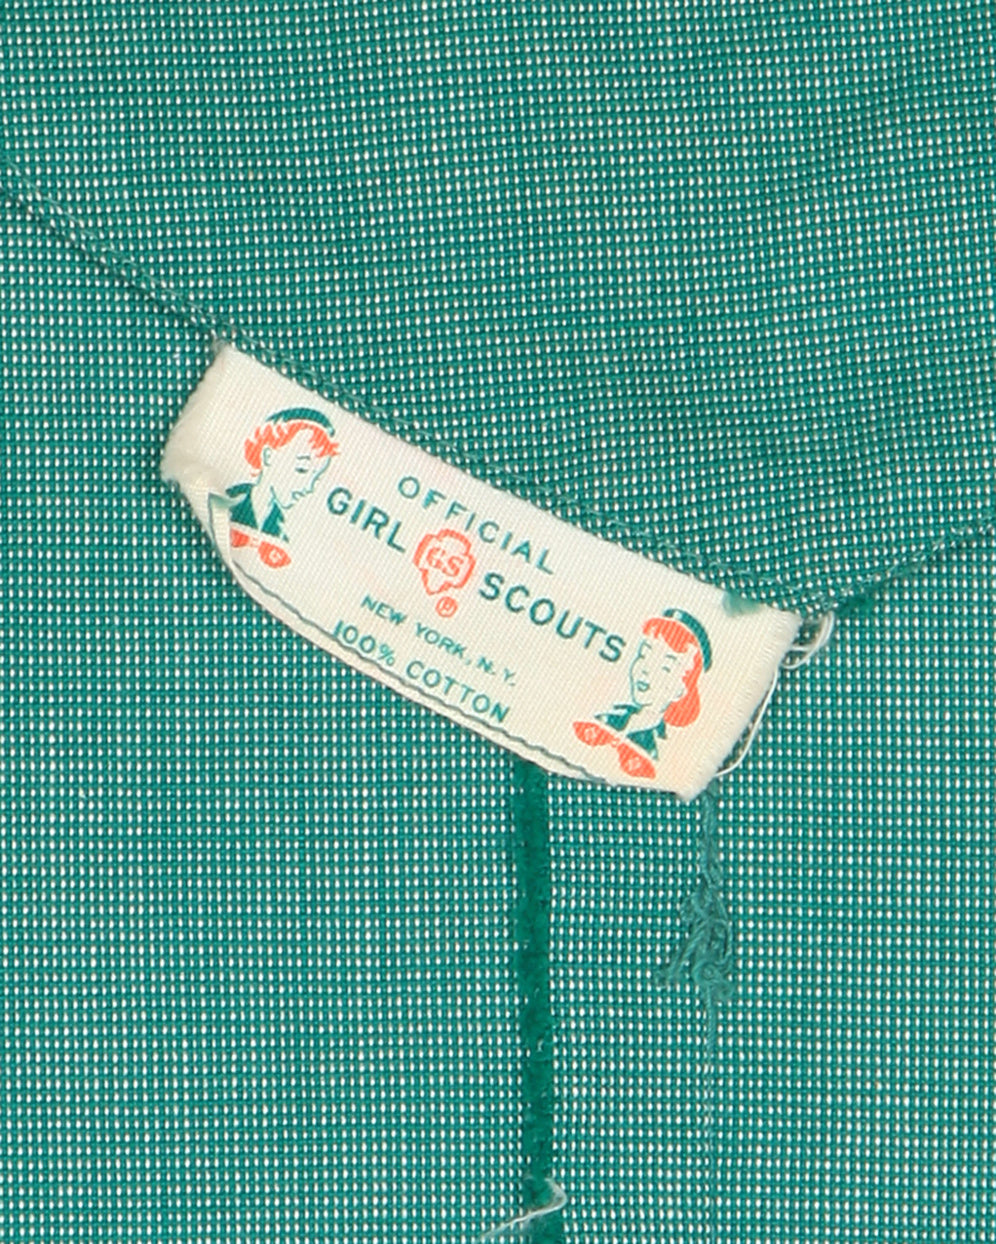 OFFICIAL
GIRL GS SCOUTS
®
NEW YORK, N.Y.
100% COTTON